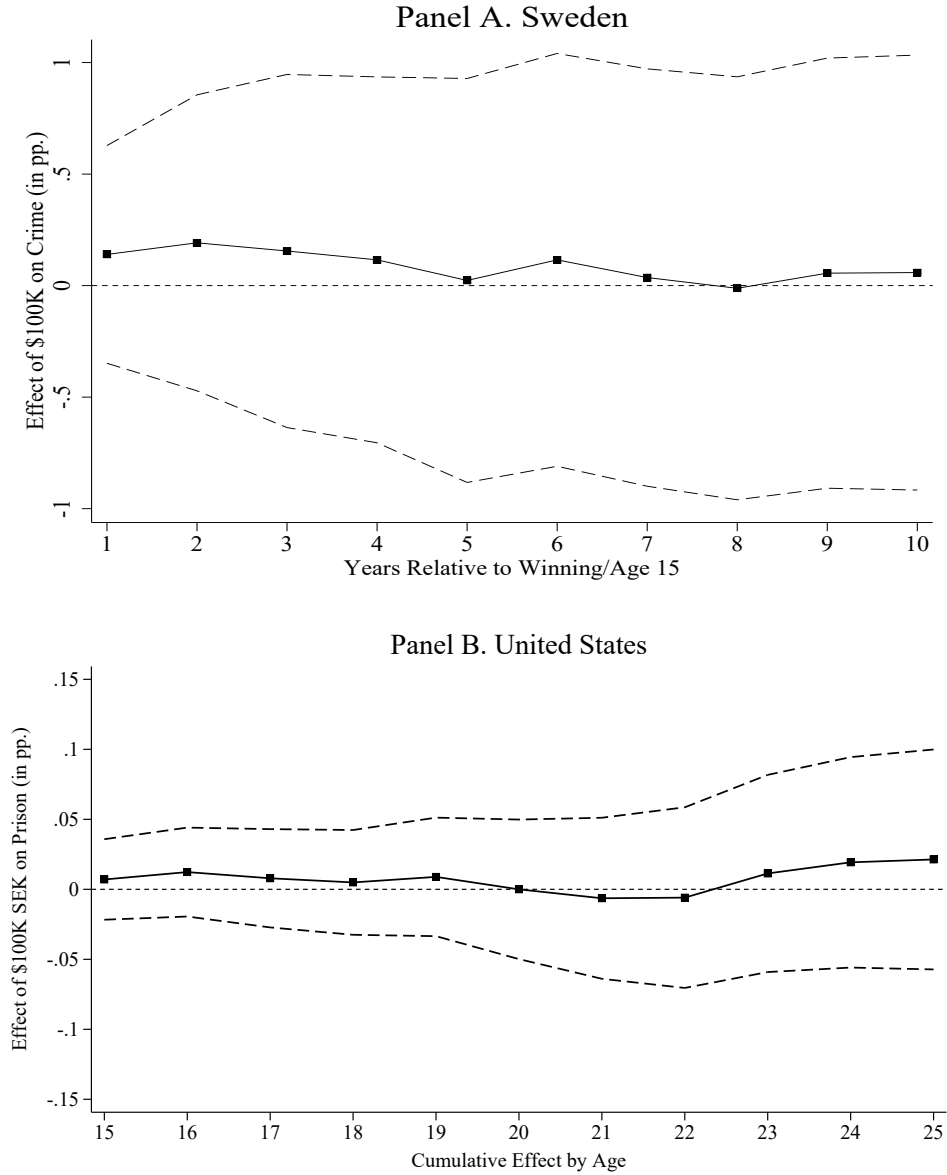 Panel A. Sweden
Effect of $100K on Crime (in pp.)
1
.5
0
-.5
-1
1 2 3 4 5 6 7 8 9 10
Years Relative to Winning/Age 15
Panel B. United States
Effect of $100K SEK on Prison (in pp.)
.15
.1
.05
0
-.05
-.1
-.15
15 16 17 18 19 20 21 22 23 24 25
Cumulative Effect by Age